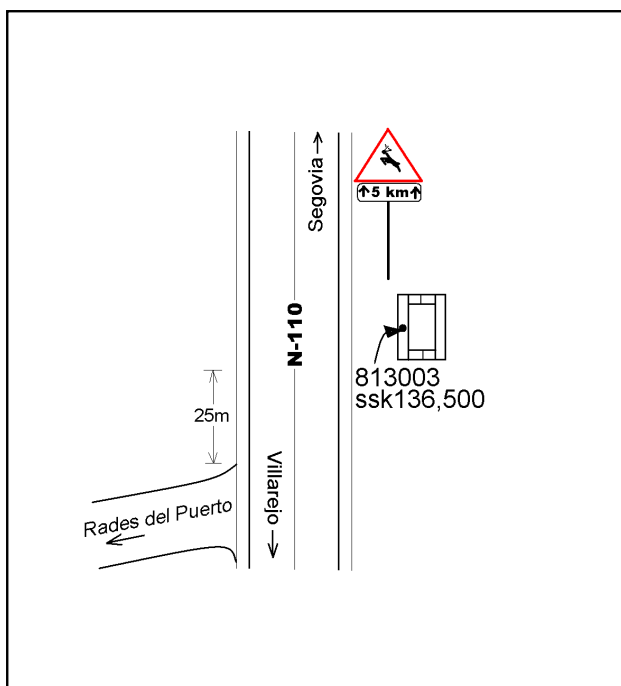 Segovia
5 km
N-110
813003
ssk136,500
25m
Villarejo
Rades del Puerto